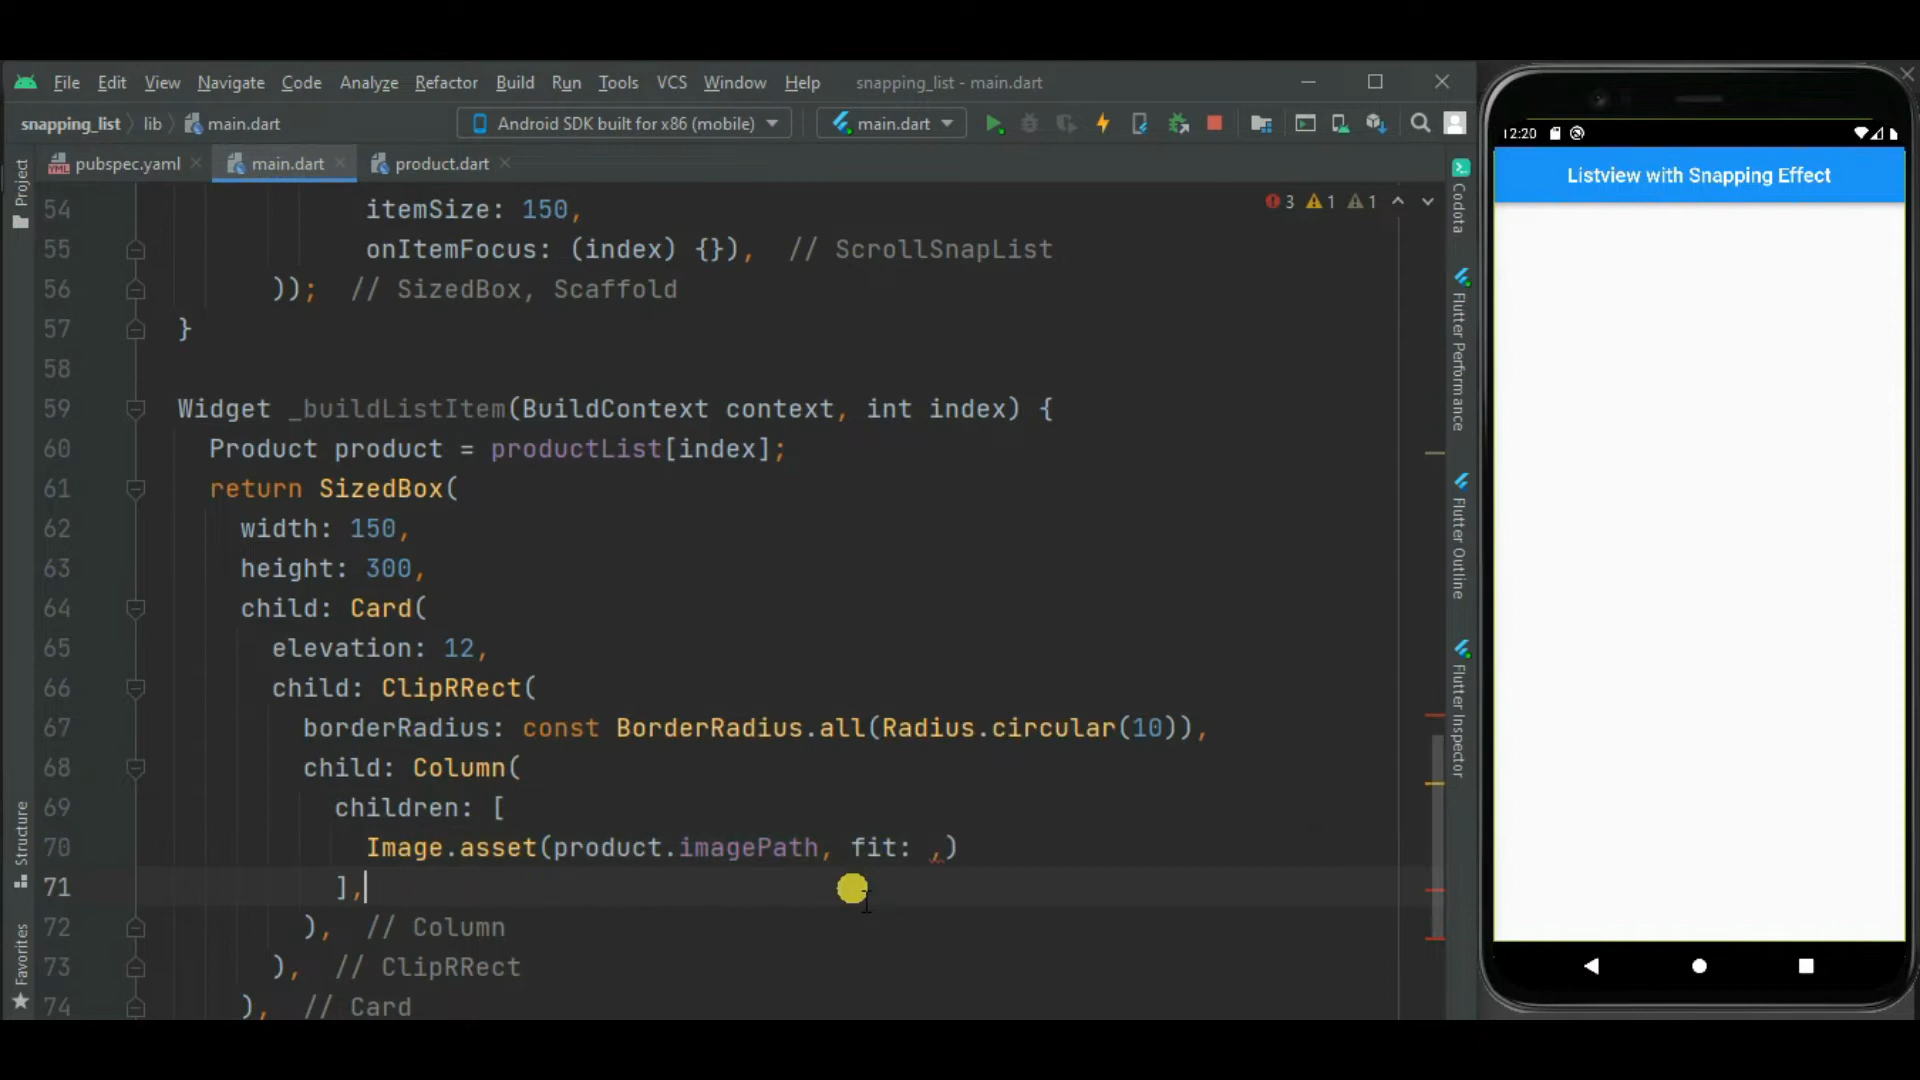 File Edit View Navigate Code Analyze Refactor Build Run Tools VCS Window Help snapping_list - main.dart
snapping_list lib main.dart Android SDK built for x86 (mobile) main.dart
YML pubspec.yaml main.dart product.dart
Project
Structure
Favorites
3 1 1
54 itemSize: 150,
55 onItemFocus: (index) {}), // ScrollSnapList
56 )); // SizedBox, Scaffold
57 }
58
59 Widget _buildListItem(BuildContext context, int index) {
60 Product product = productList[index];
61 return SizedBox(
62 width: 150,
63 height: 300,
64 child: Card(
65 elevation: 12,
66 child: ClipRRect(
67 borderRadius: const BorderRadius.all(Radius.circular(10)),
68 child: Column(
69 children: [
70 Image.asset(product.imagePath, fit: ,)
71 ],
72 ), // Column
73 ), // ClipRRect
74 ), // Card
Codota
Flutter Performance
Flutter Outline
Flutter Inspector
12:20
Listview with Snapping Effect